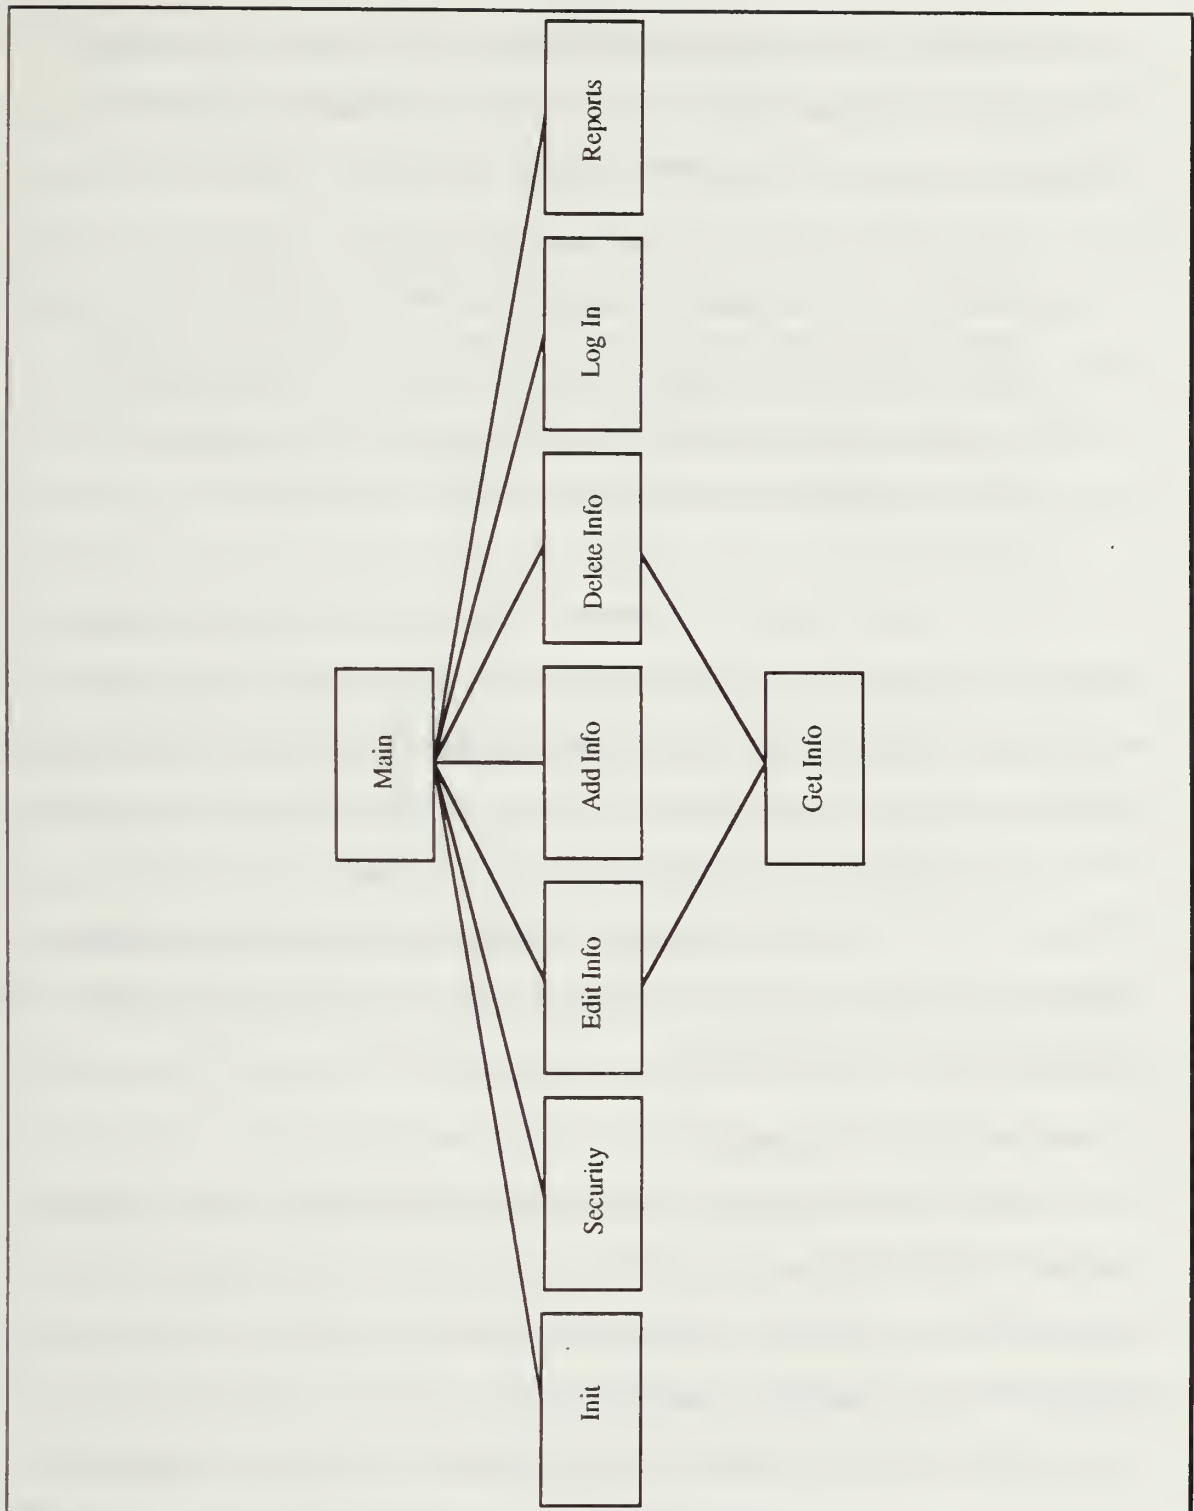 Main
Init
Security
Edit Info
Add Info
Delete Info
Log In
Reports
Get Info